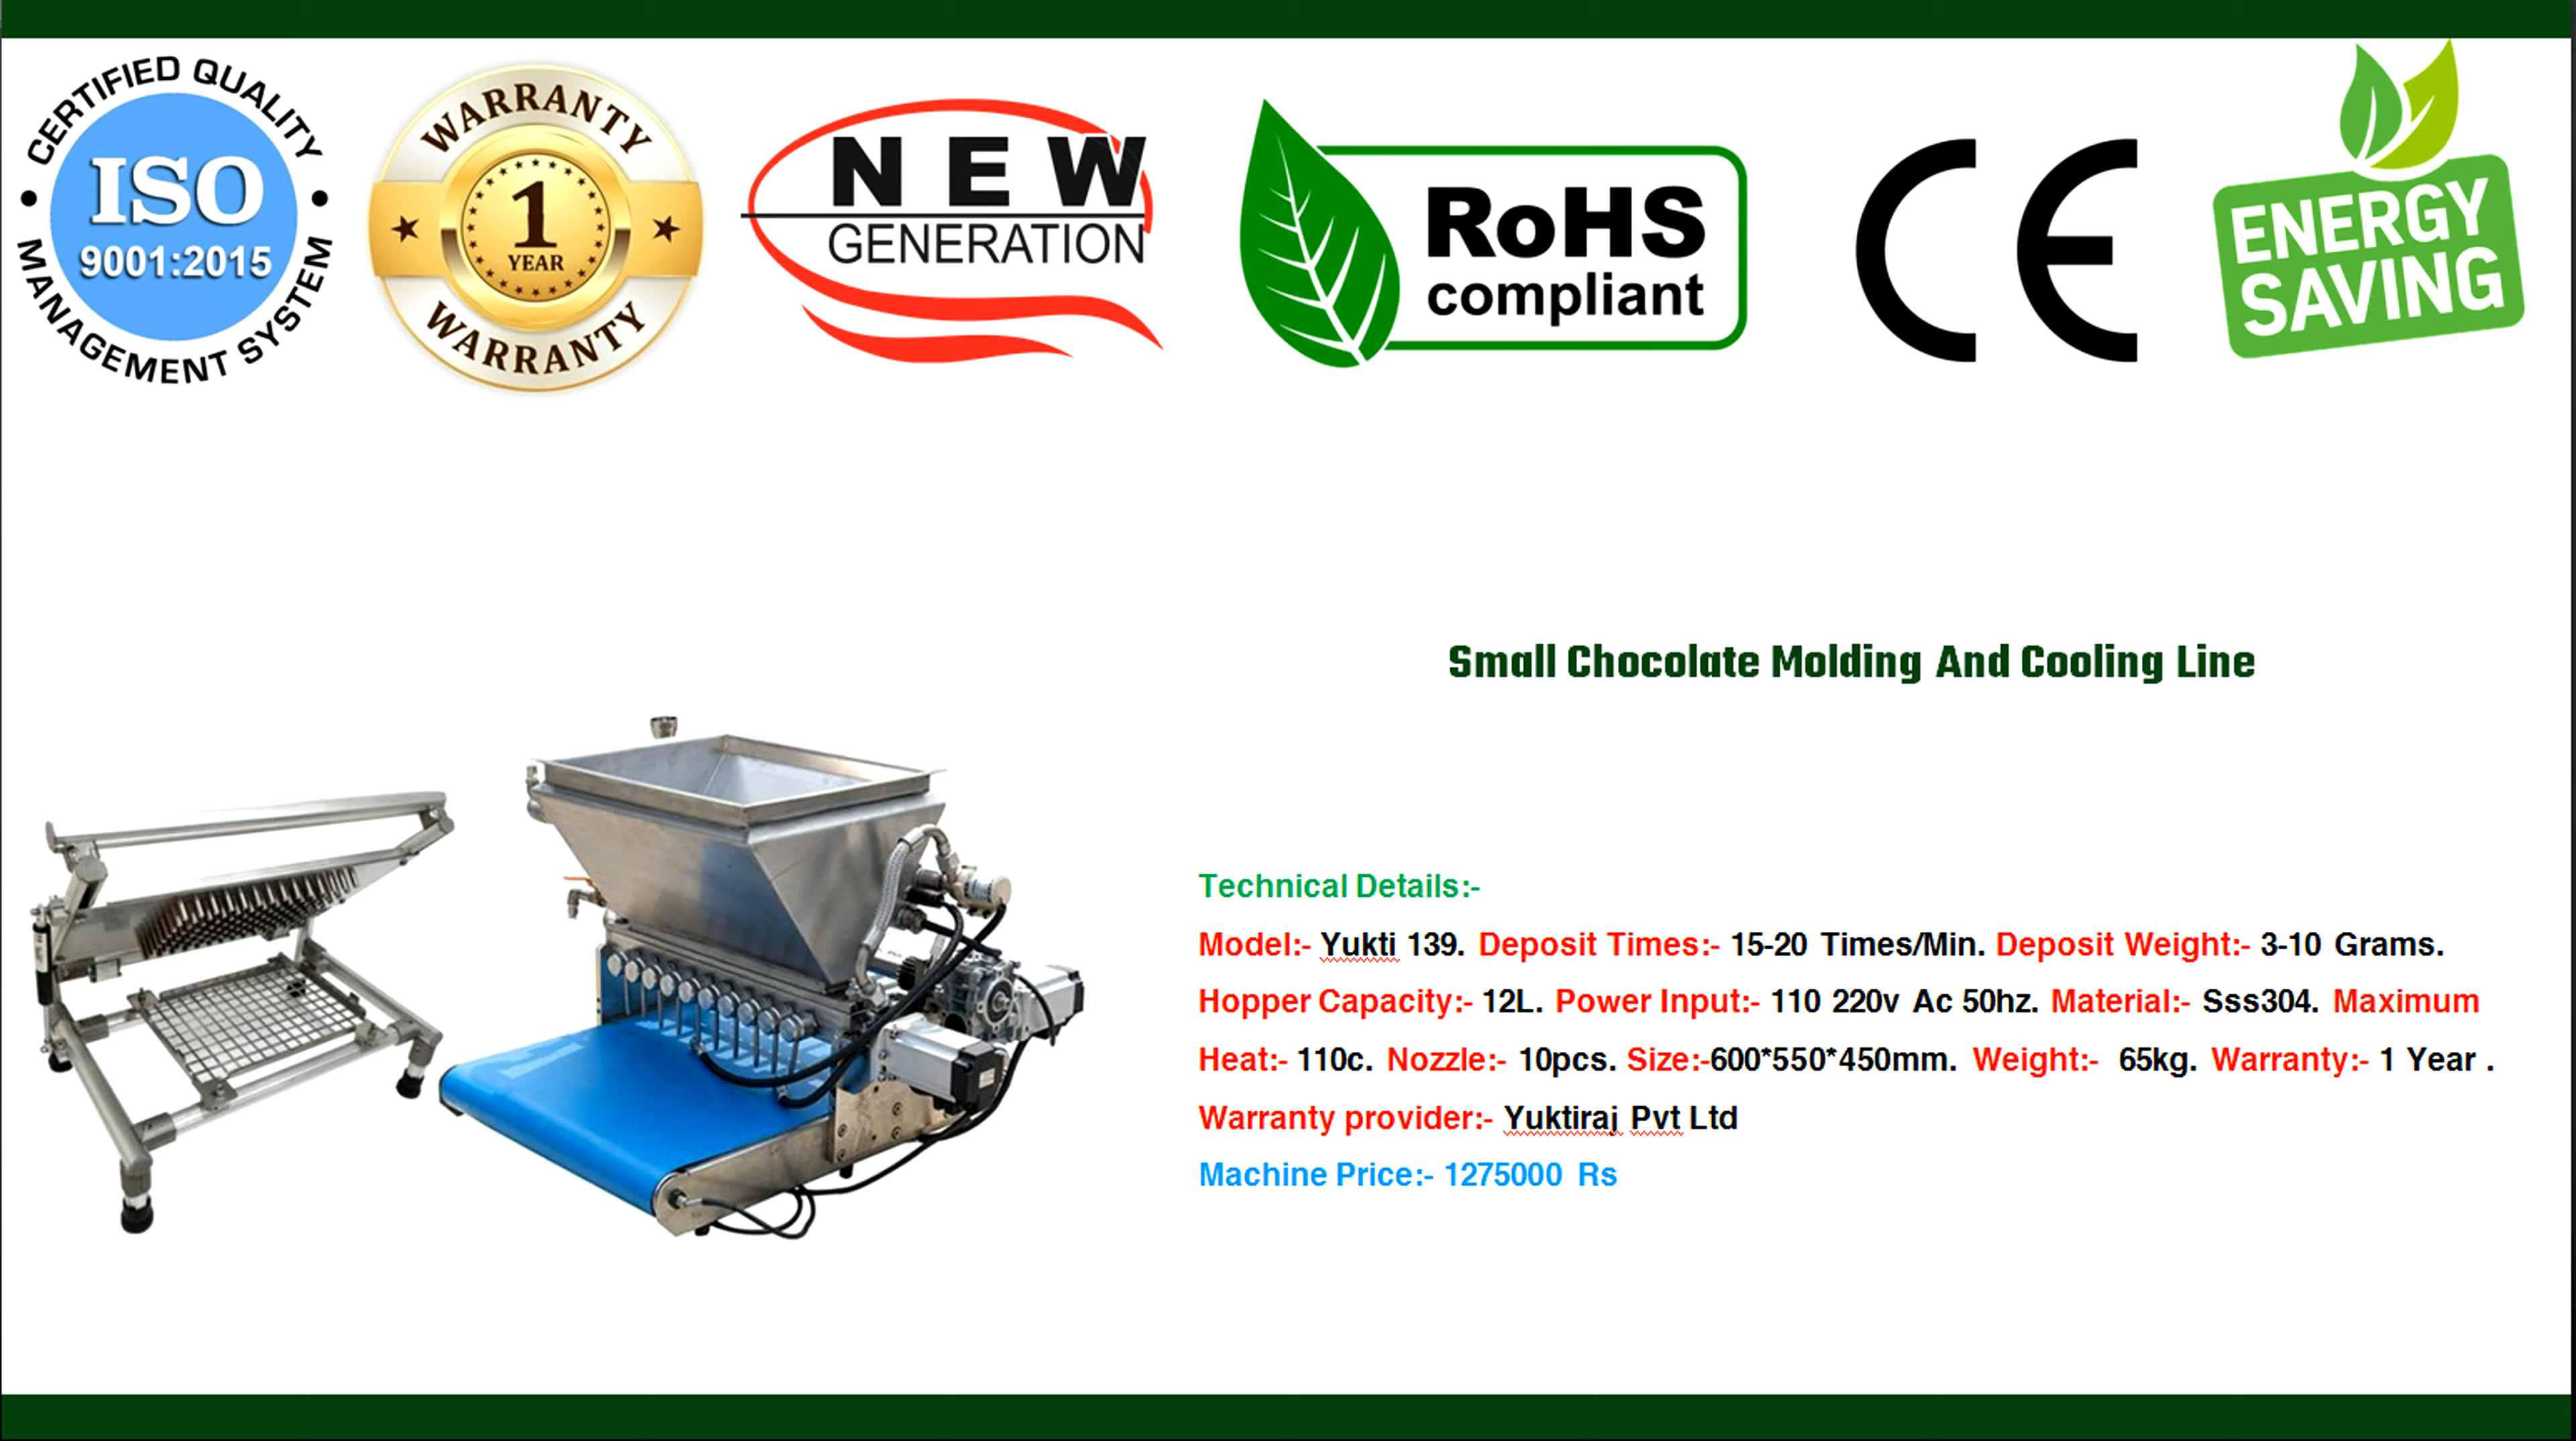 CERTIFIED QUALITY
ISO
9001:2015
MANAGEMENT SYSTEM
WARRANTY
1
YEAR
WARRANTY
NEW
GENERATION
RoHS
compliant
CE
ENERGY
SAVING
Small Chocolate Molding And Cooling Line
Technical Details:-
Model:- Yukti 139. Deposit Times:- 15-20 Times/Min. Deposit Weight:- 3-10 Grams.
Hopper Capacity:- 12L. Power Input:- 110 220v Ac 50hz. Material:- Sss304. Maximum
Heat:- 110c. Nozzle:- 10pcs. Size:-600*550*450mm. Weight:- 65kg. Warranty:- 1 Year .
Warranty provider:- Yuktiraj Pvt Ltd
Machine Price:- 1275000 Rs